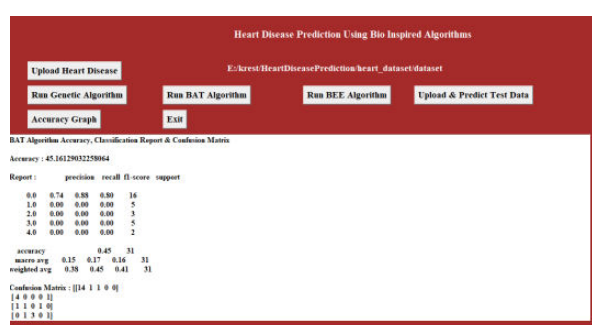 Heart Disease Prediction Using Bio Inspired Algorithms
Upload Heart Disease E:/krest/HeartDiseasePrediction/heart_dataset/dataset
Run Genetic Algorithm Run BAT Algorithm Run BEE Algorithm Upload & Predict Test Data
Accuracy Graph Exit
BAT Algorithm Accuracy, Classification Report & Confusion Matrix
Accuracy : 45.16129032258064
Report : precision recall f1-score support
0.0 0.74 0.88 0.80 16
1.0 0.00 0.00 0.00 5
2.0 0.00 0.00 0.00 3
3.0 0.00 0.00 0.00 5
4.0 0.00 0.00 0.00 2
accuracy 0.45 31
macro avg 0.15 0.17 0.16 31
weighted avg 0.38 0.45 0.41 31
Confusion Matrix : [[14 1 1 0 0]
[ 4 0 0 0 1]
[ 1 1 0 1 0]
[ 0 1 3 0 1]